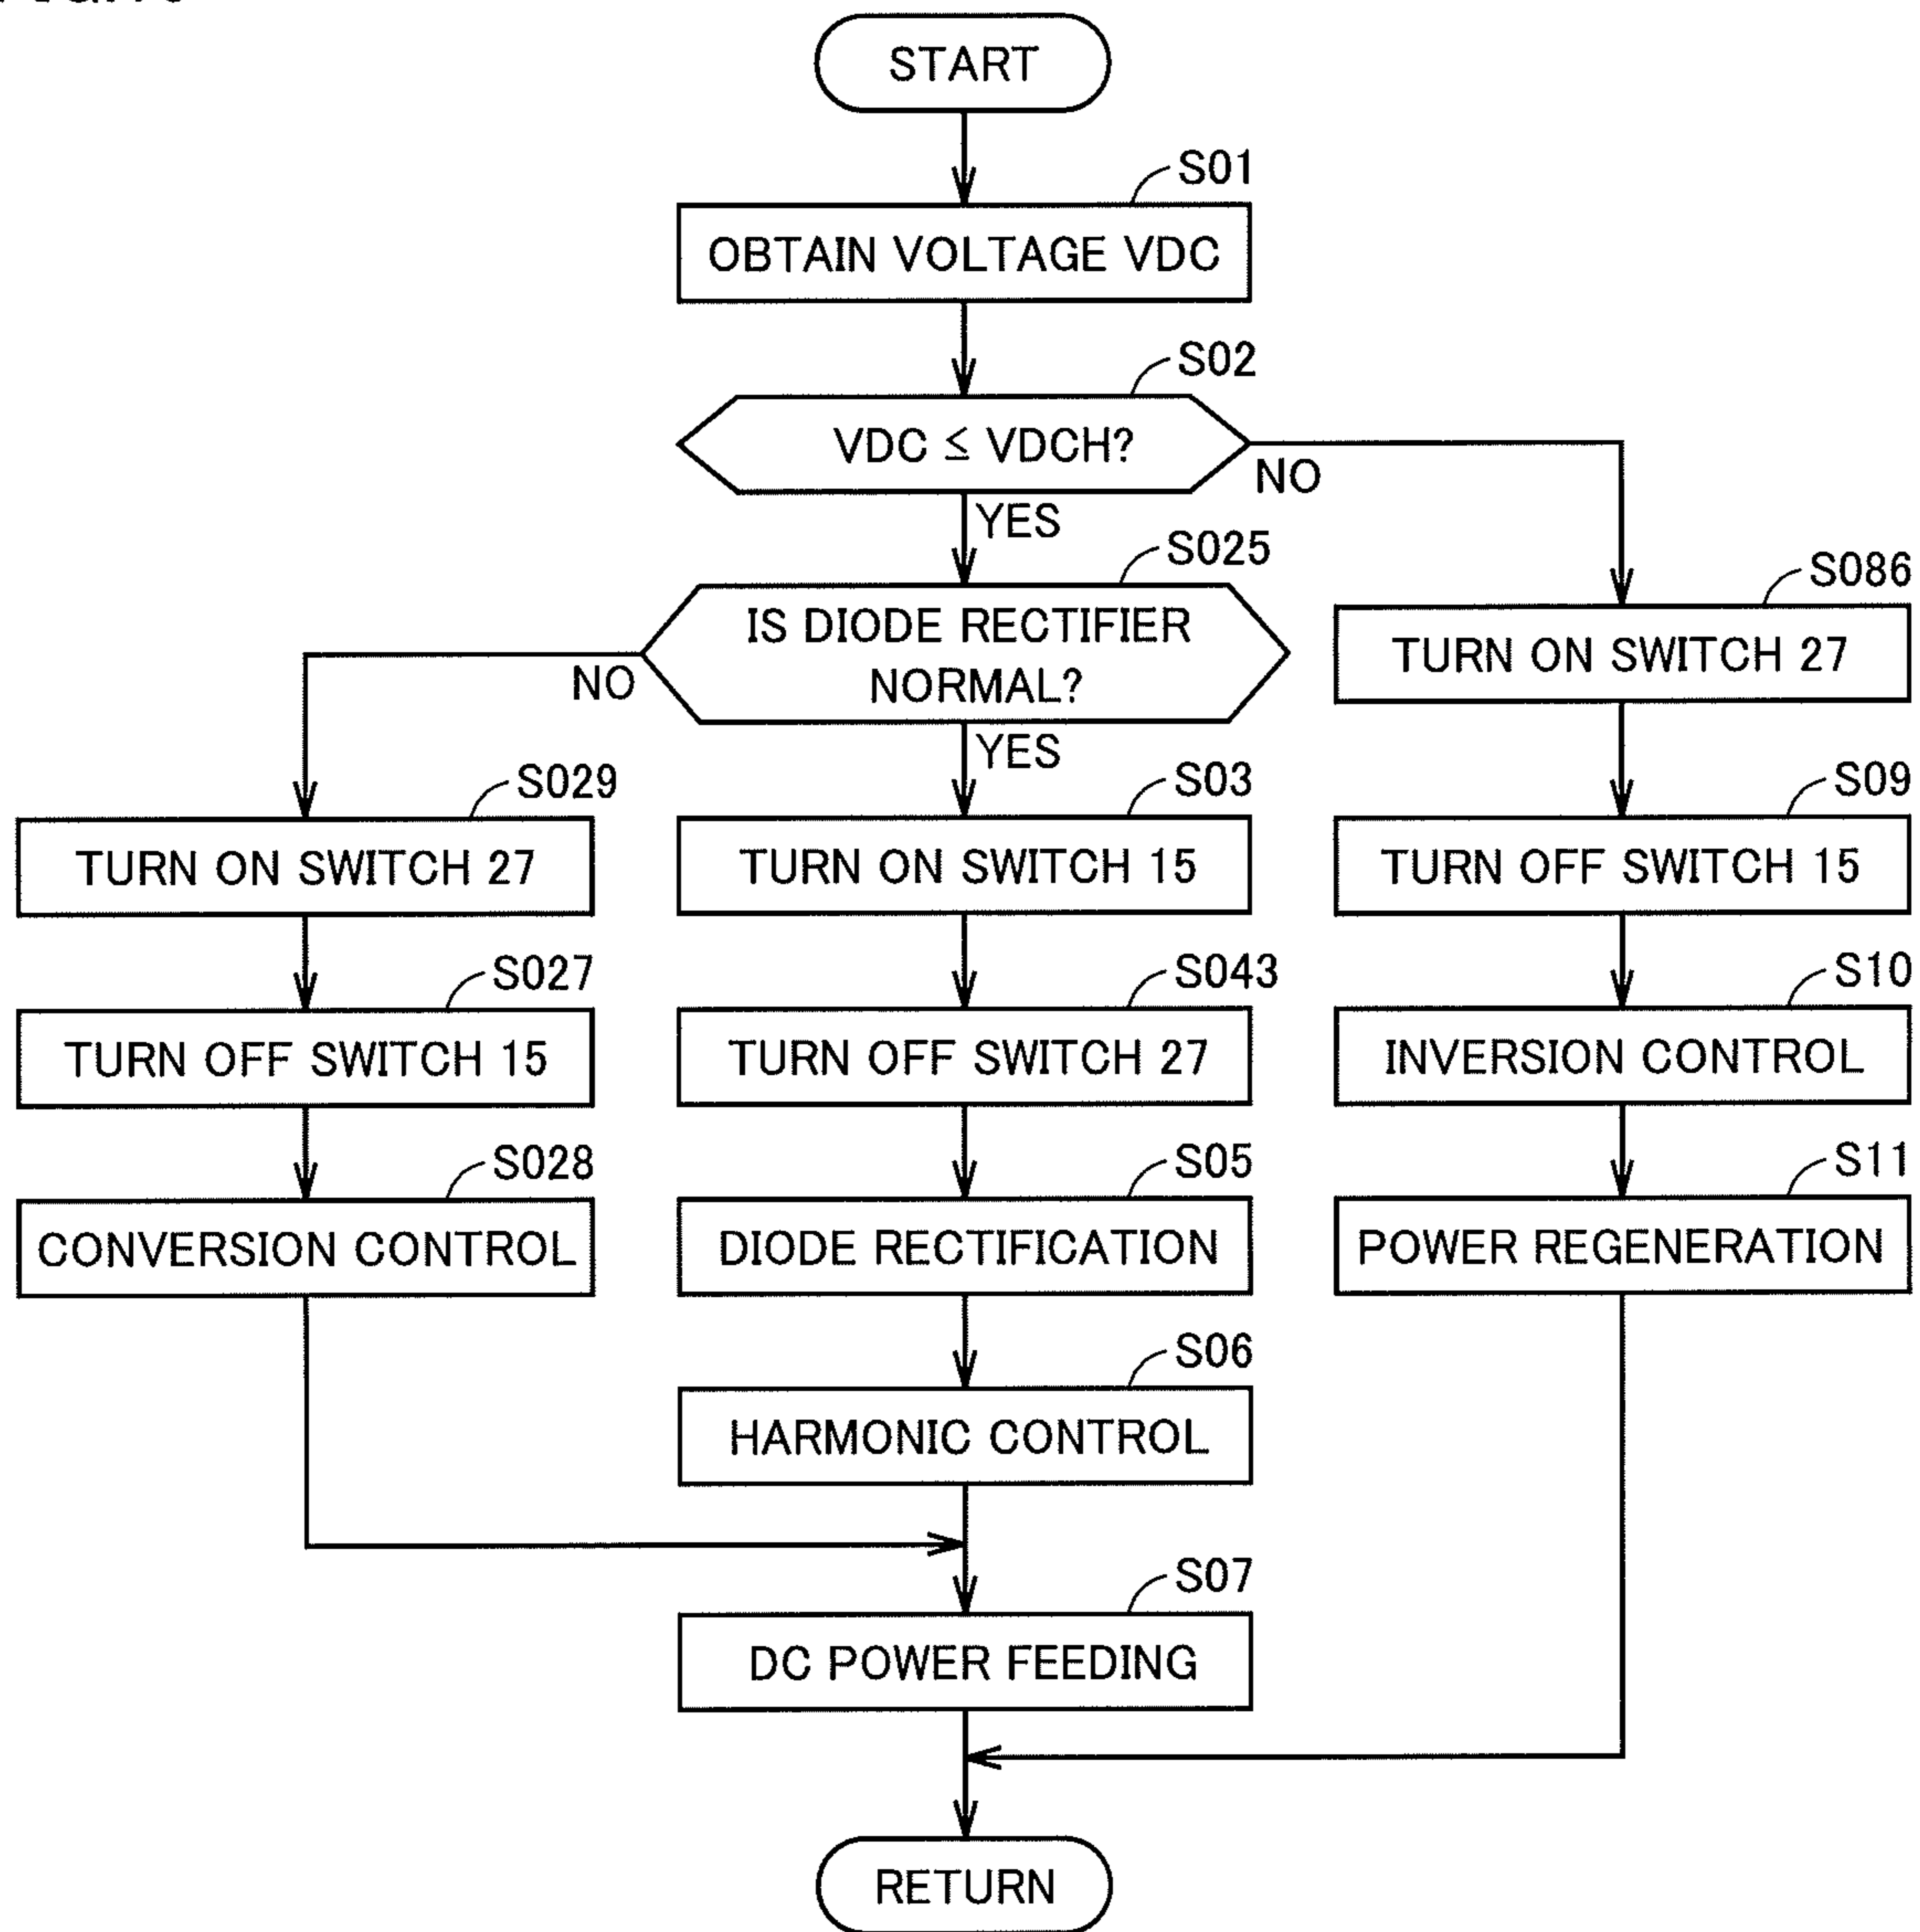 START
S01
OBTAIN VOLTAGE VDC
S02
VDC ≤ VDCH?
NO
YES
S025
IS DIODE RECTIFIER
NORMAL?
NO
YES
S086
TURN ON SWITCH 27
S029
TURN ON SWITCH 27
S03
TURN ON SWITCH 15
S09
TURN OFF SWITCH 15
S027
TURN OFF SWITCH 15
S043
TURN OFF SWITCH 27
S10
INVERSION CONTROL
S028
CONVERSION CONTROL
S05
DIODE RECTIFICATION
S11
POWER REGENERATION
S06
HARMONIC CONTROL
S07
DC POWER FEEDING
RETURN